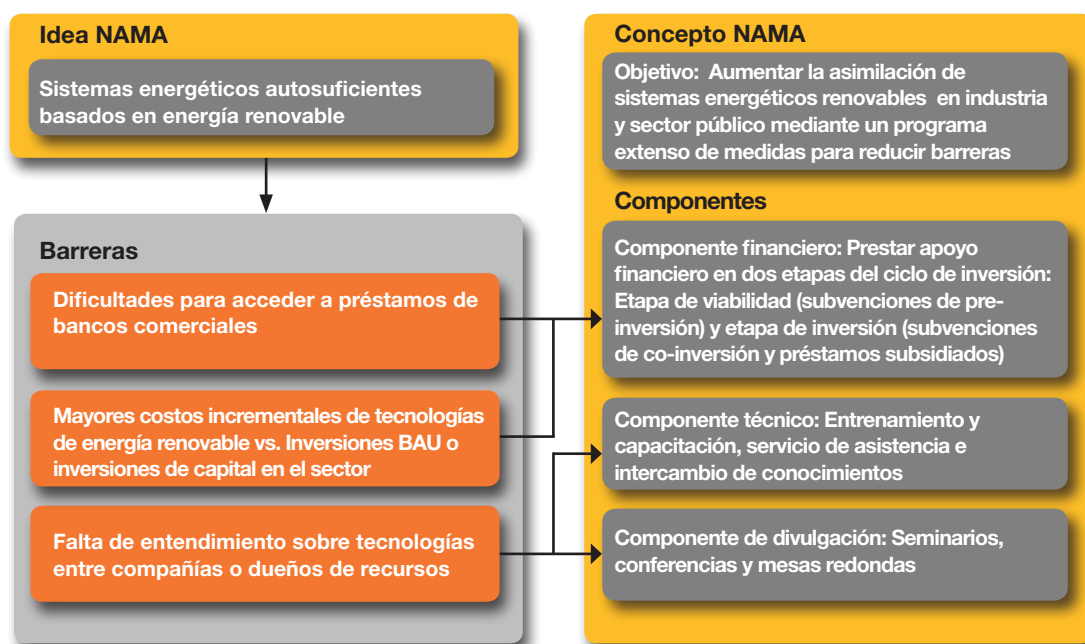 Idea NAMA
Sistemas energéticos autosuficientes
basados en energía renovable
Barreras
Dificultades para acceder a préstamos de
bancos comerciales
Mayores costos incrementales de tecnologías
de energía renovable vs. Inversiones BAU o
inversiones de capital en el sector
Falta de entendimiento sobre tecnologías
entre compañías o dueños de recursos
Concepto NAMA
Objetivo: Aumentar la asimilación de
sistemas energéticos renovables en industria
y sector público mediante un programa
extenso de medidas para reducir barreras
Componentes
Componente financiero: Prestar apoyo
financiero en dos etapas del ciclo de inversión:
Etapa de viabilidad (subvenciones de pre-
inversión) y etapa de inversión (subvenciones
de co-inversión y préstamos subsidiados)
Componente técnico: Entrenamiento y
capacitación, servicio de asistencia e
intercambio de conocimientos
Componente de divulgación: Seminarios,
conferencias y mesas redondas